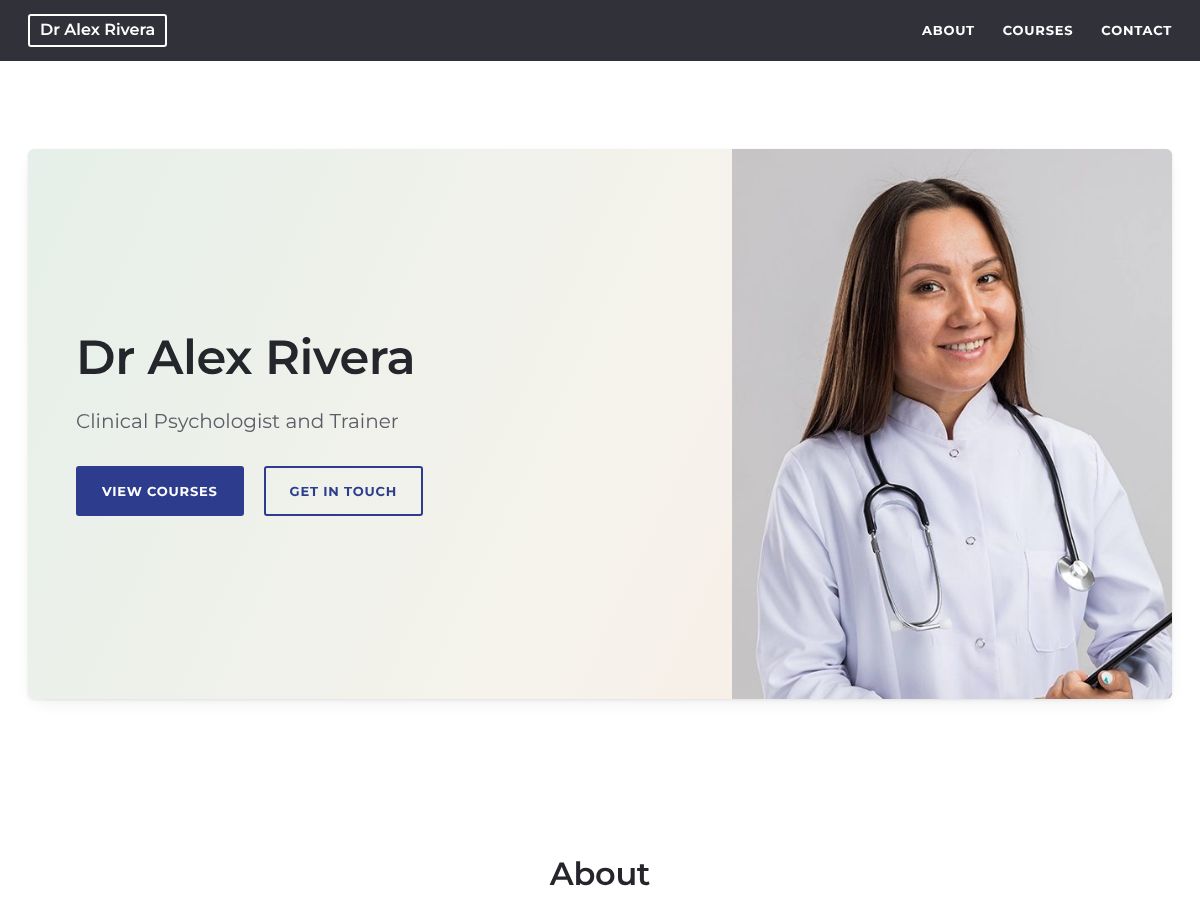 Dr Alex Rivera
ABOUT COURSES CONTACT
Dr Alex Rivera
Clinical Psychologist and Trainer
VIEW COURSES GET IN TOUCH
About